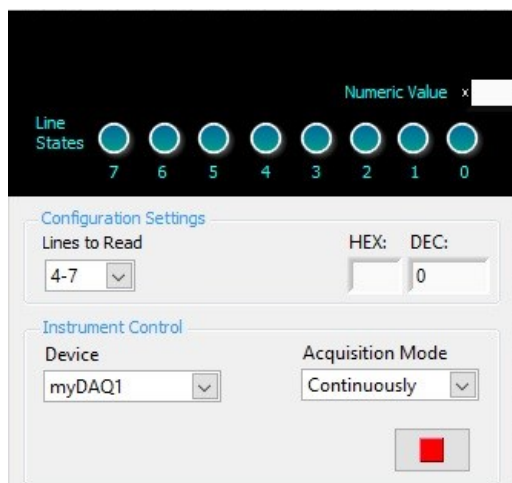 Numeric Value x
Line
States
7 6 5 4 3 2 1 0
Configuration Settings
Lines to Read HEX: DEC:
4-7 0
Instrument Control
Device Acquisition Mode
myDAQ1 Continuously